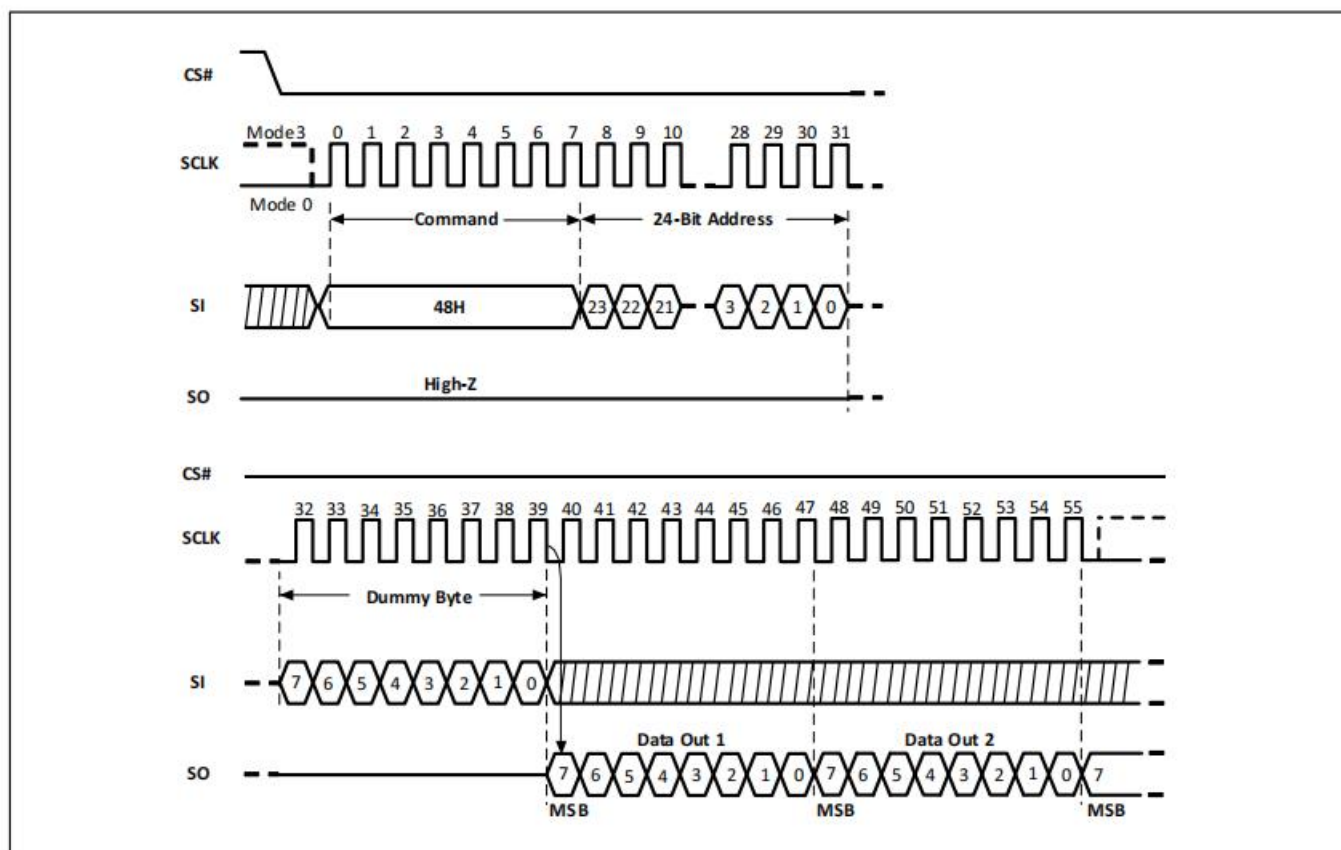 CS#
Mode3 0 1 2 3 4 5 6 7 8 9 10 28 29 30 31
SCLK
Mode 0
Command 24-Bit Address
SI 48H 23 22 21 3 2 1 0
High-Z
SO
CS#
32 33 34 35 36 37 38 39 40 41 42 43 44 45 46 47 48 49 50 51 52 53 54 55
SCLK
Dummy Byte
SI 7 6 5 4 3 2 1 0
Data Out 1 Data Out 2
SO 7 6 5 4 3 2 1 0 7 6 5 4 3 2 1 0 7
MSB MSB MSB